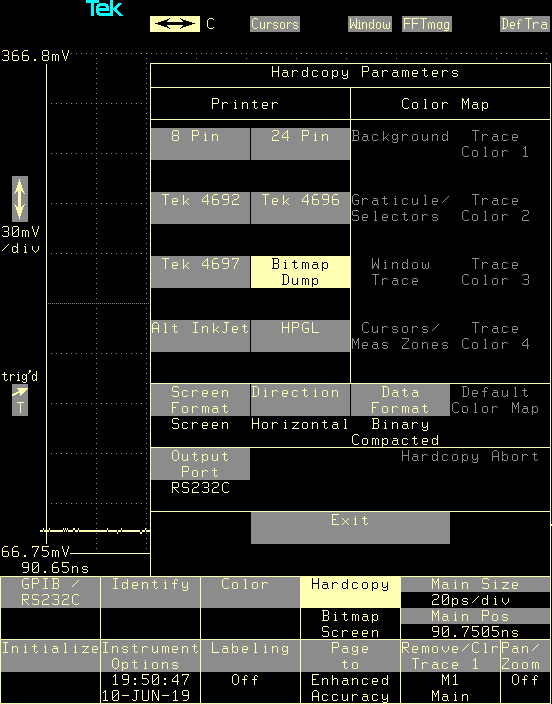 Tek
C
Cursors
Window
FFTmag
DefTra
366.8mV
Hardcopy Parameters
Printer
Color Map
8 Pin
24 Pin
Background
Trace
Color 1
Tek 4692
Tek 4696
Graticule/
Selectors
Trace
Color 2
30mV
/div
Tek 4697
Bitmap
Dump
Window
Trace
Trace
Color 3
Alt InkJet
HPGL
Cursors/
Meas Zones
Trace
Color 4
trig'd
T
Screen
Format
Screen
Direction
Horizontal
Data
Format
Binary
Compacted
Default
Color Map
Output
Port
RS232C
Hardcopy Abort
Exit
66.75mV
90.65ns
GPIB /
RS232C
Identify
Color
Hardcopy
Bitmap
Screen
Main Size
20ps/div
Main Pos
90.7505ns
Initialize
Instrument
Options
19:50:47
10-JUN-19
Labeling
Off
Page
to
Enhanced
Accuracy
Remove/Clr
Trace 1
M1
Main
Pan/
Zoom
Off